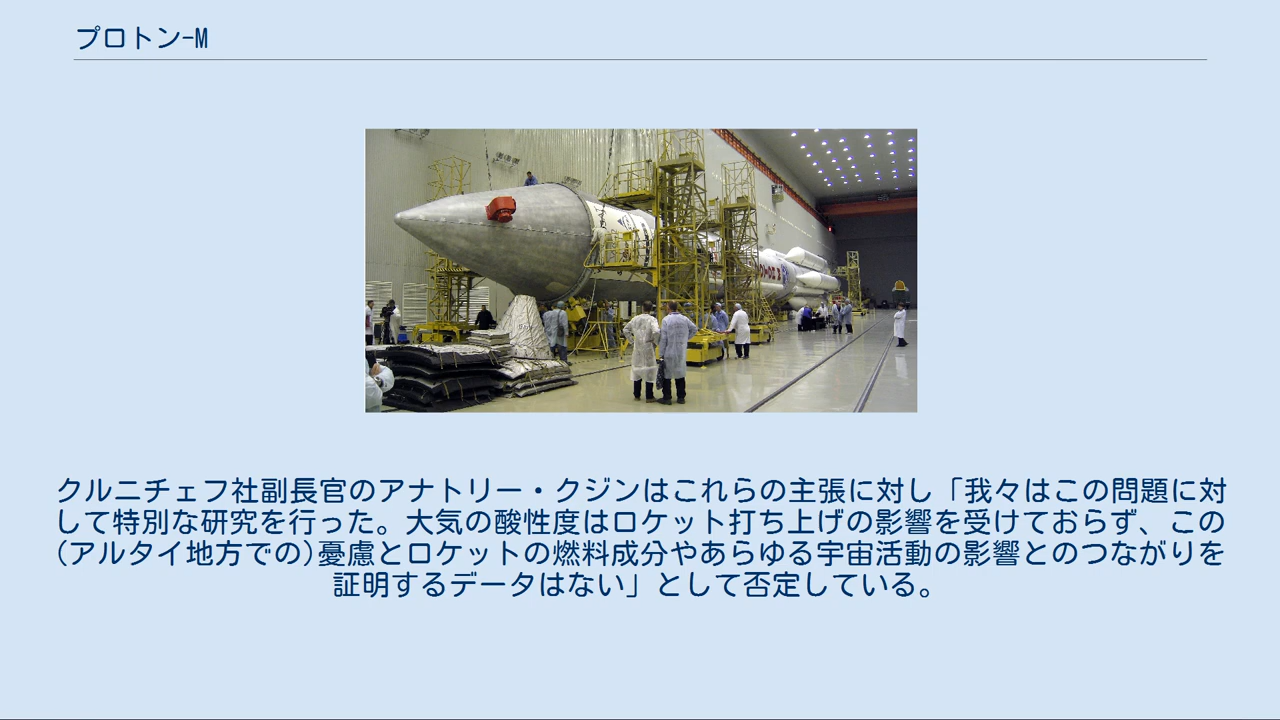 プロトン-M
クルニチェフ社副長官のアナトリー・クジンはこれらの主張に対し「我々はこの問題に対
して特別な研究を行った。大気の酸性度はロケット打ち上げの影響を受けておらず、この
(アルタイ地方での)憂慮とロケットの燃料成分やあらゆる宇宙活動の影響とのつながりを
証明するデータはない」として否定している。